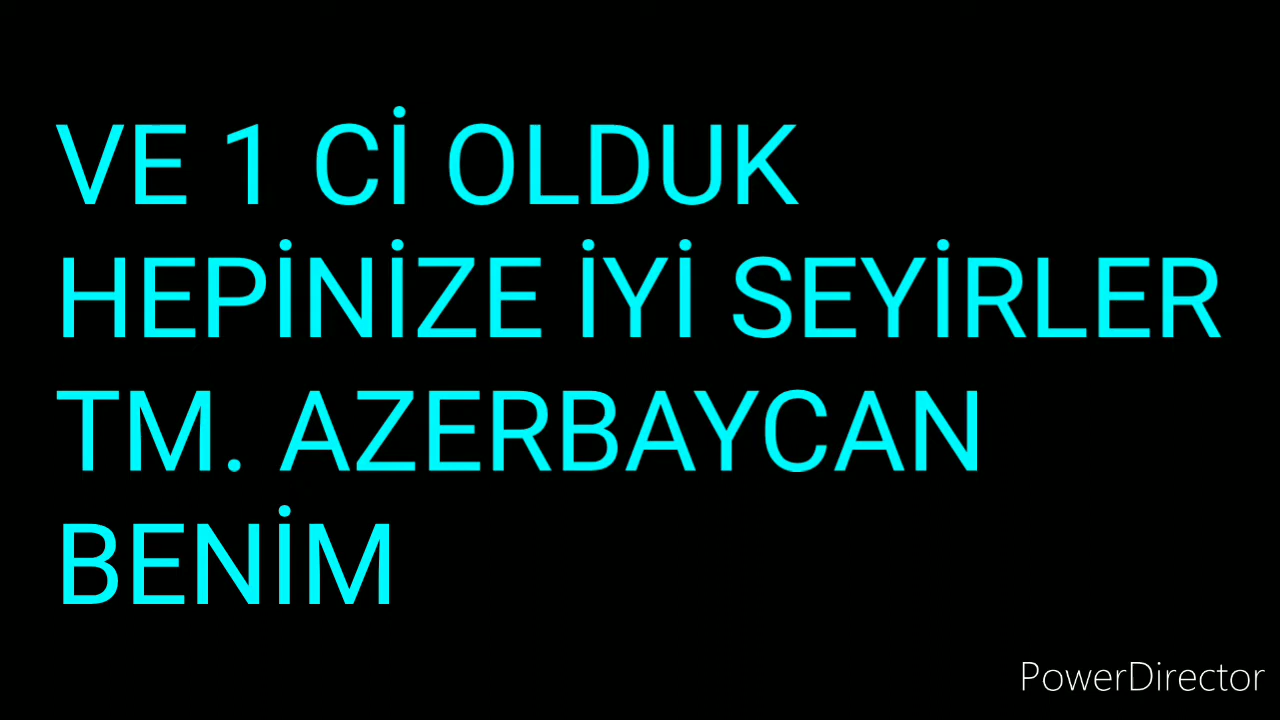 VE 1 Cİ OLDUK
HEPİNİZE İYİ SEYİRLER
TM. AZERBAYCAN
BENİM
PowerDirector